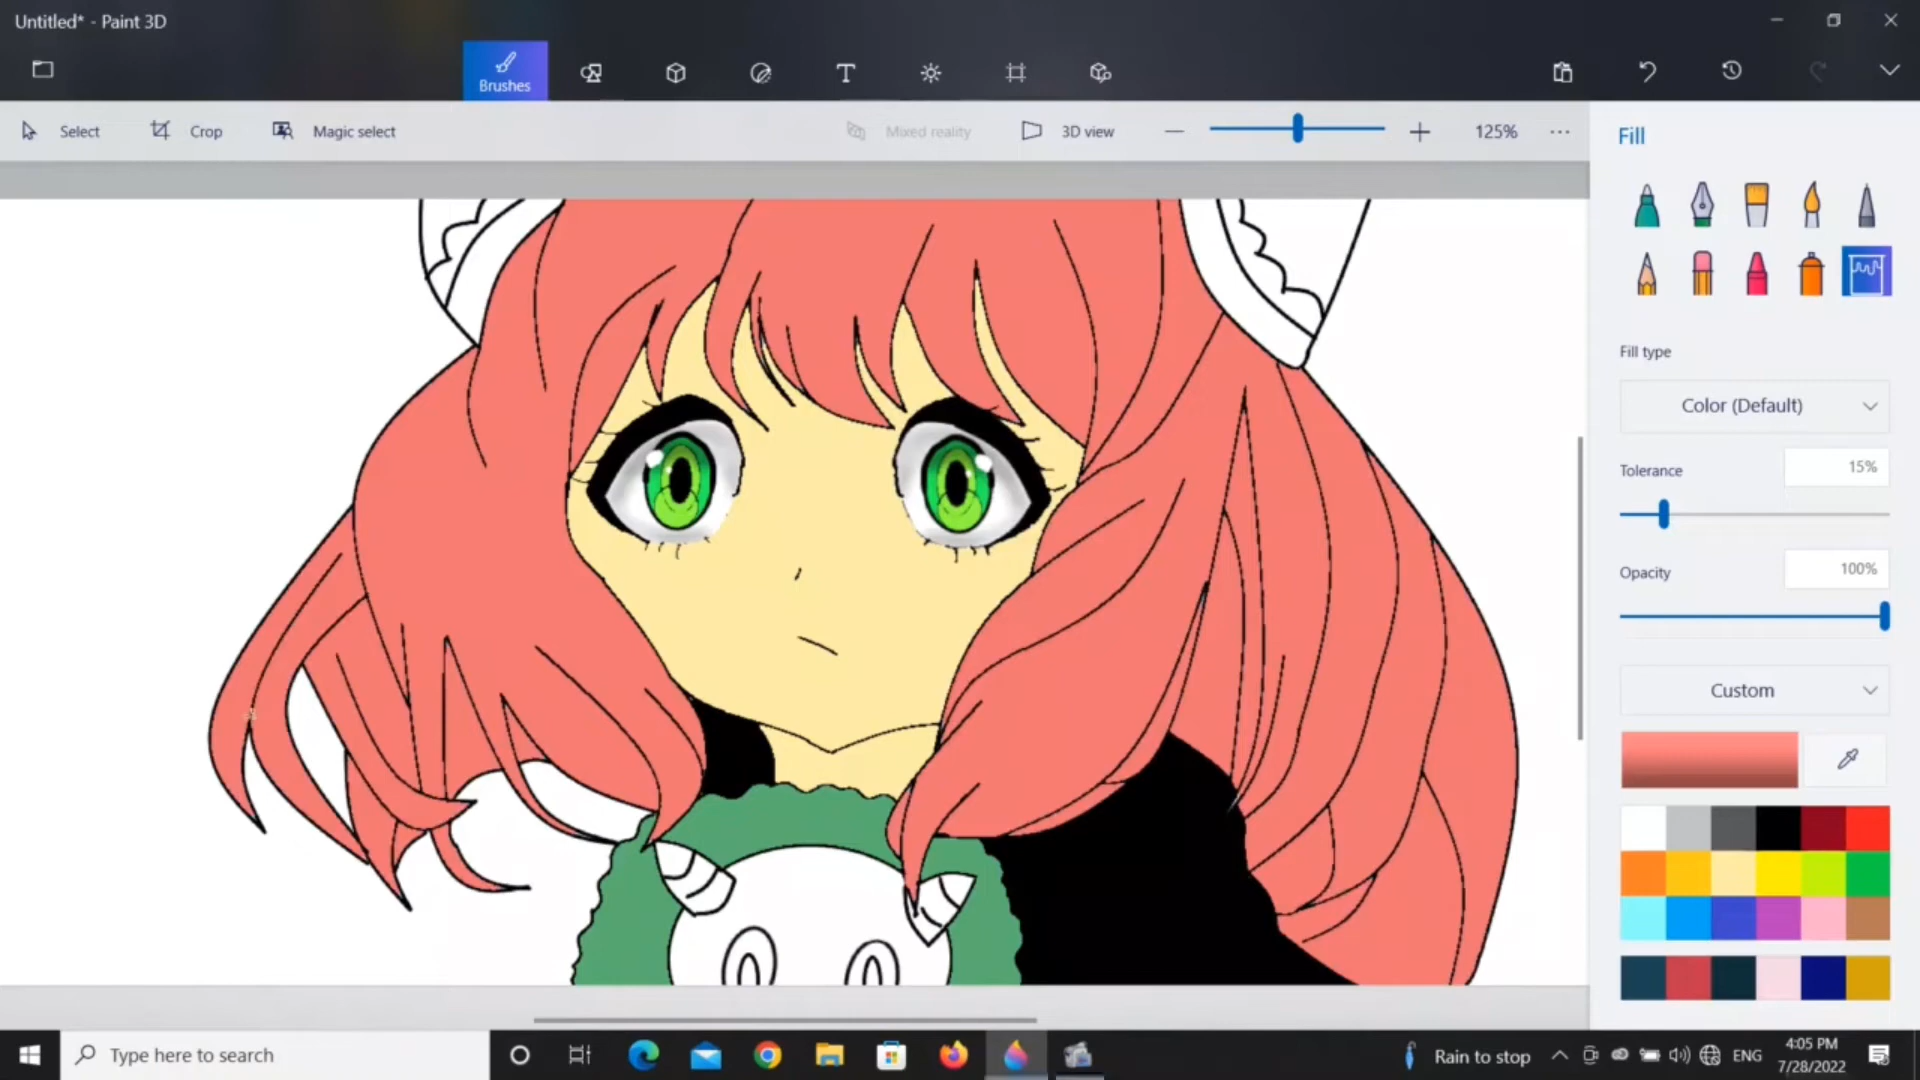 Untitled* - Paint 3D
Brushes
Select
Crop
Magic select
Mixed reality
3D view
125%
Fill
Fill type
Color (Default)
Tolerance
15%
Opacity
100%
Custom
Type here to search
Rain to stop
ENG
4:05 PM
7/28/2022